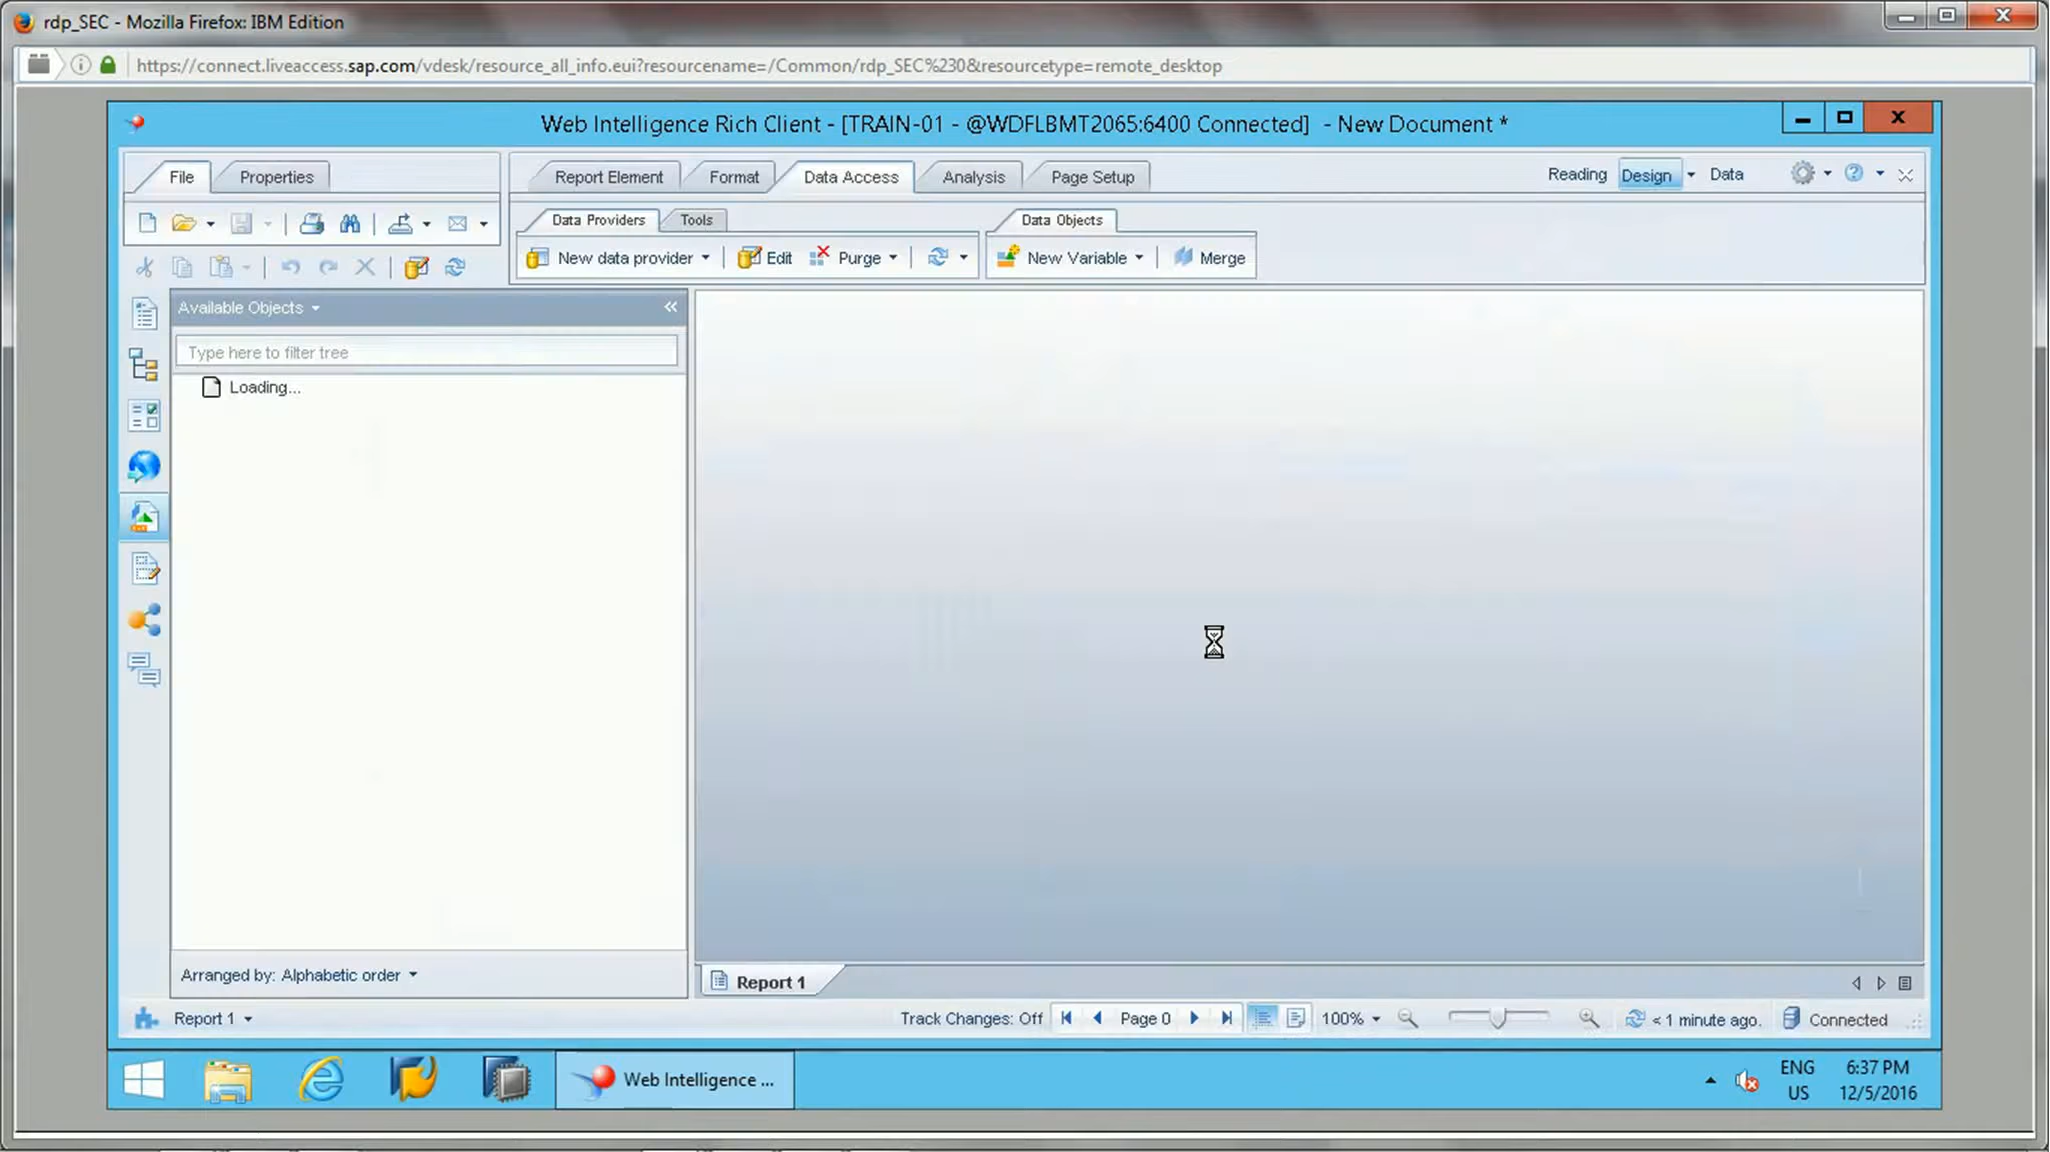 rdp_SEC - Mozilla Firefox: IBM Edition
https://connect.liveaccess.sap.com/vdesk/resource_all_info.eui?resourcename=/Common/rdp_SEC%230&resourcetype=remote_desktop
Web Intelligence Rich Client - [TRAIN-01 - @WDFLBMT2065:6400 Connected] - New Document *
File Properties Report Element Format Data Access Analysis Page Setup Reading Design Data
Data Providers Tools Data Objects
New data provider Edit Purge New Variable Merge
Available Objects
Type here to filter tree
Loading...
Arranged by: Alphabetic order
Report 1
Report 1 Track Changes: Off Page 0 100% < 1 minute ago. Connected
Web Intelligence ...
ENG
US
6:37 PM
12/5/2016